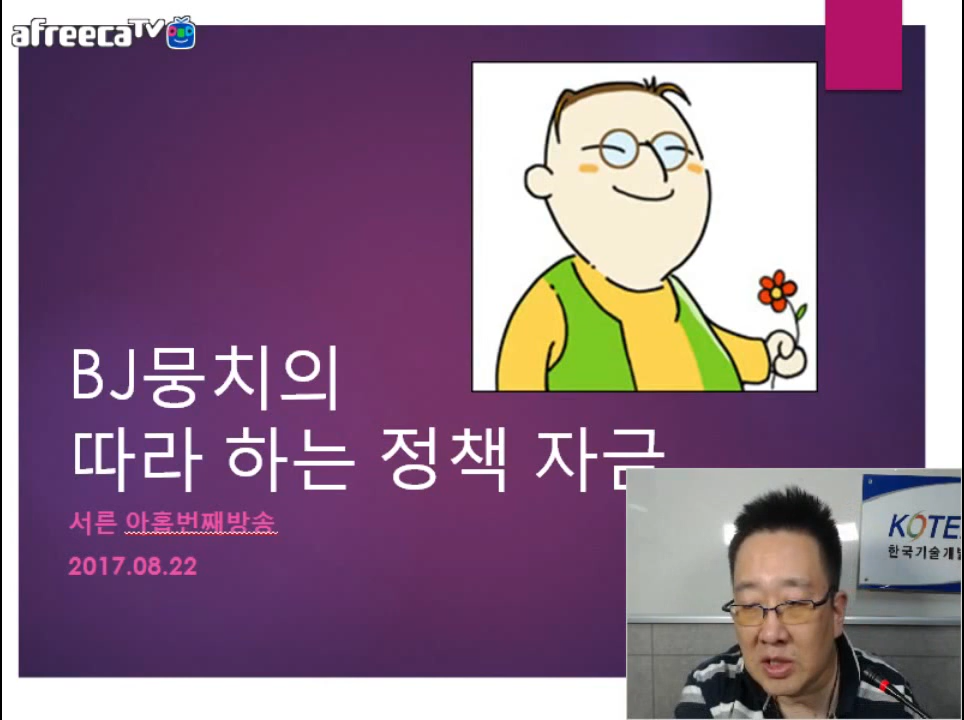 afreecaTV
BJ뭉치의
따라 하는 정책 자금
서른 아홉번째방송
2017.08.22
KOTE
한국기술개발